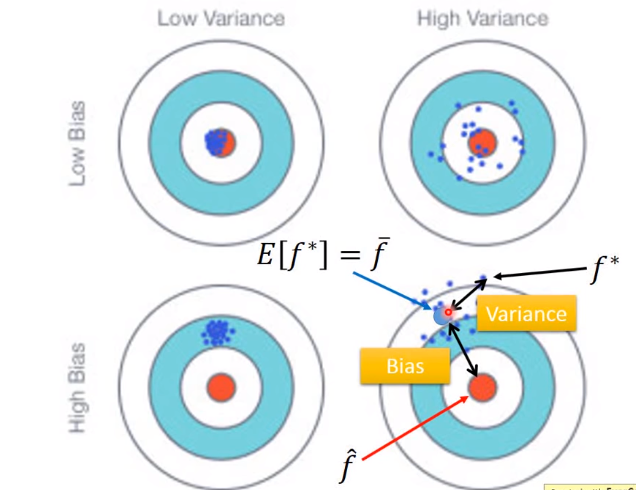 Low Variance
High Variance
Low Bias
E[f*] = f̄
f*
Variance
Bias
High Bias
f̂